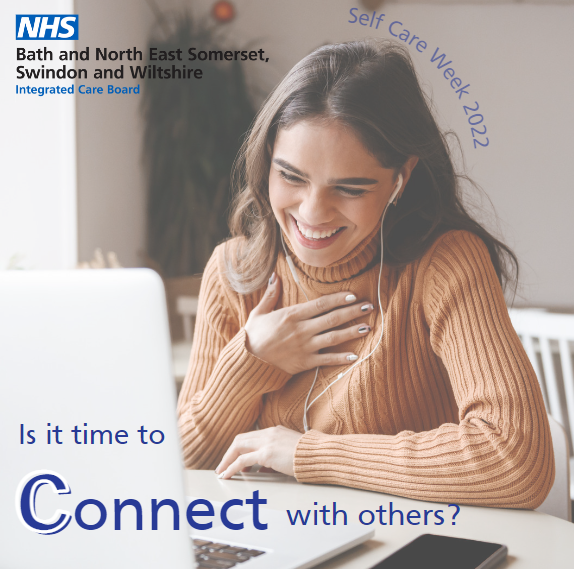 NHS
Bath and North East Somerset,
Swindon and Wiltshire
Integrated Care Board
Self Care Week 2022
Is it time to
Connect with others?